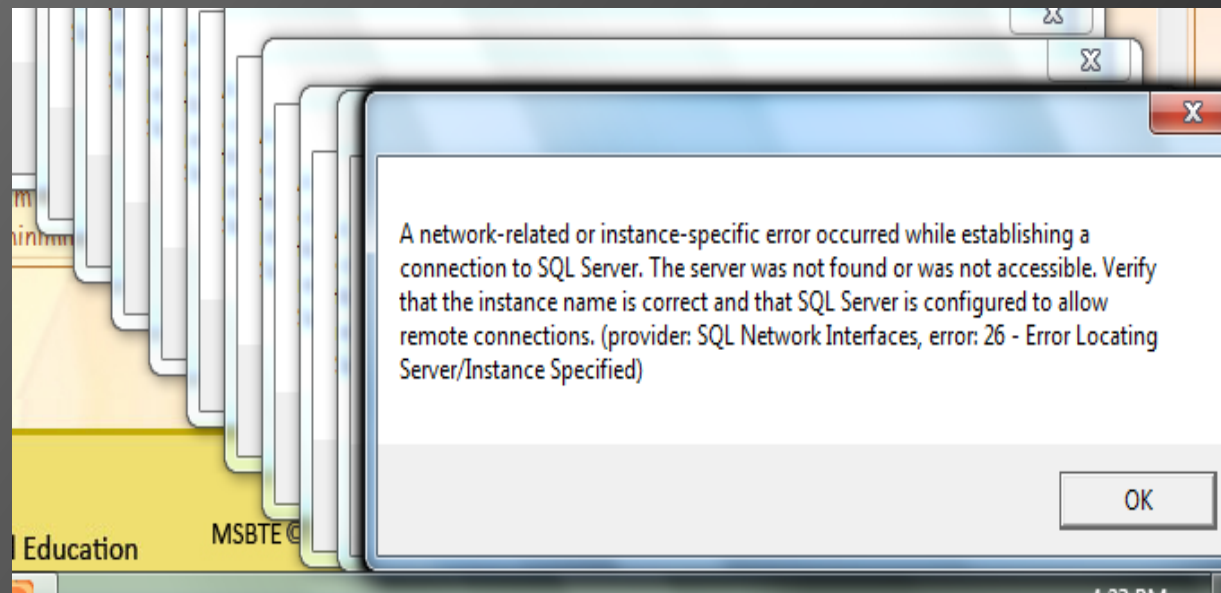 A network-related or instance-specific error occurred while establishing a
connection to SQL Server. The server was not found or was not accessible. Verify
that the instance name is correct and that SQL Server is configured to allow
remote connections. (provider: SQL Network Interfaces, error: 26 - Error Locating
Server/Instance Specified)
OK
MSBTE ©
Education